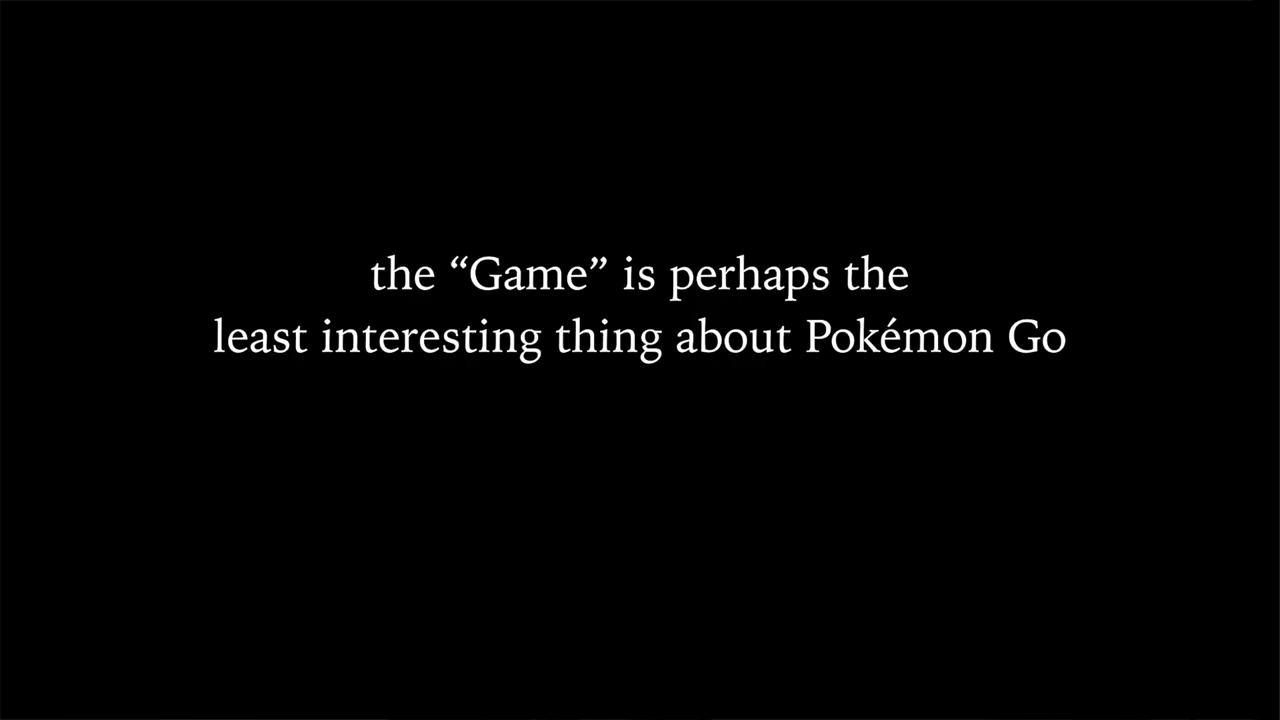 the “Game” is perhaps the
least interesting thing about Pokémon Go